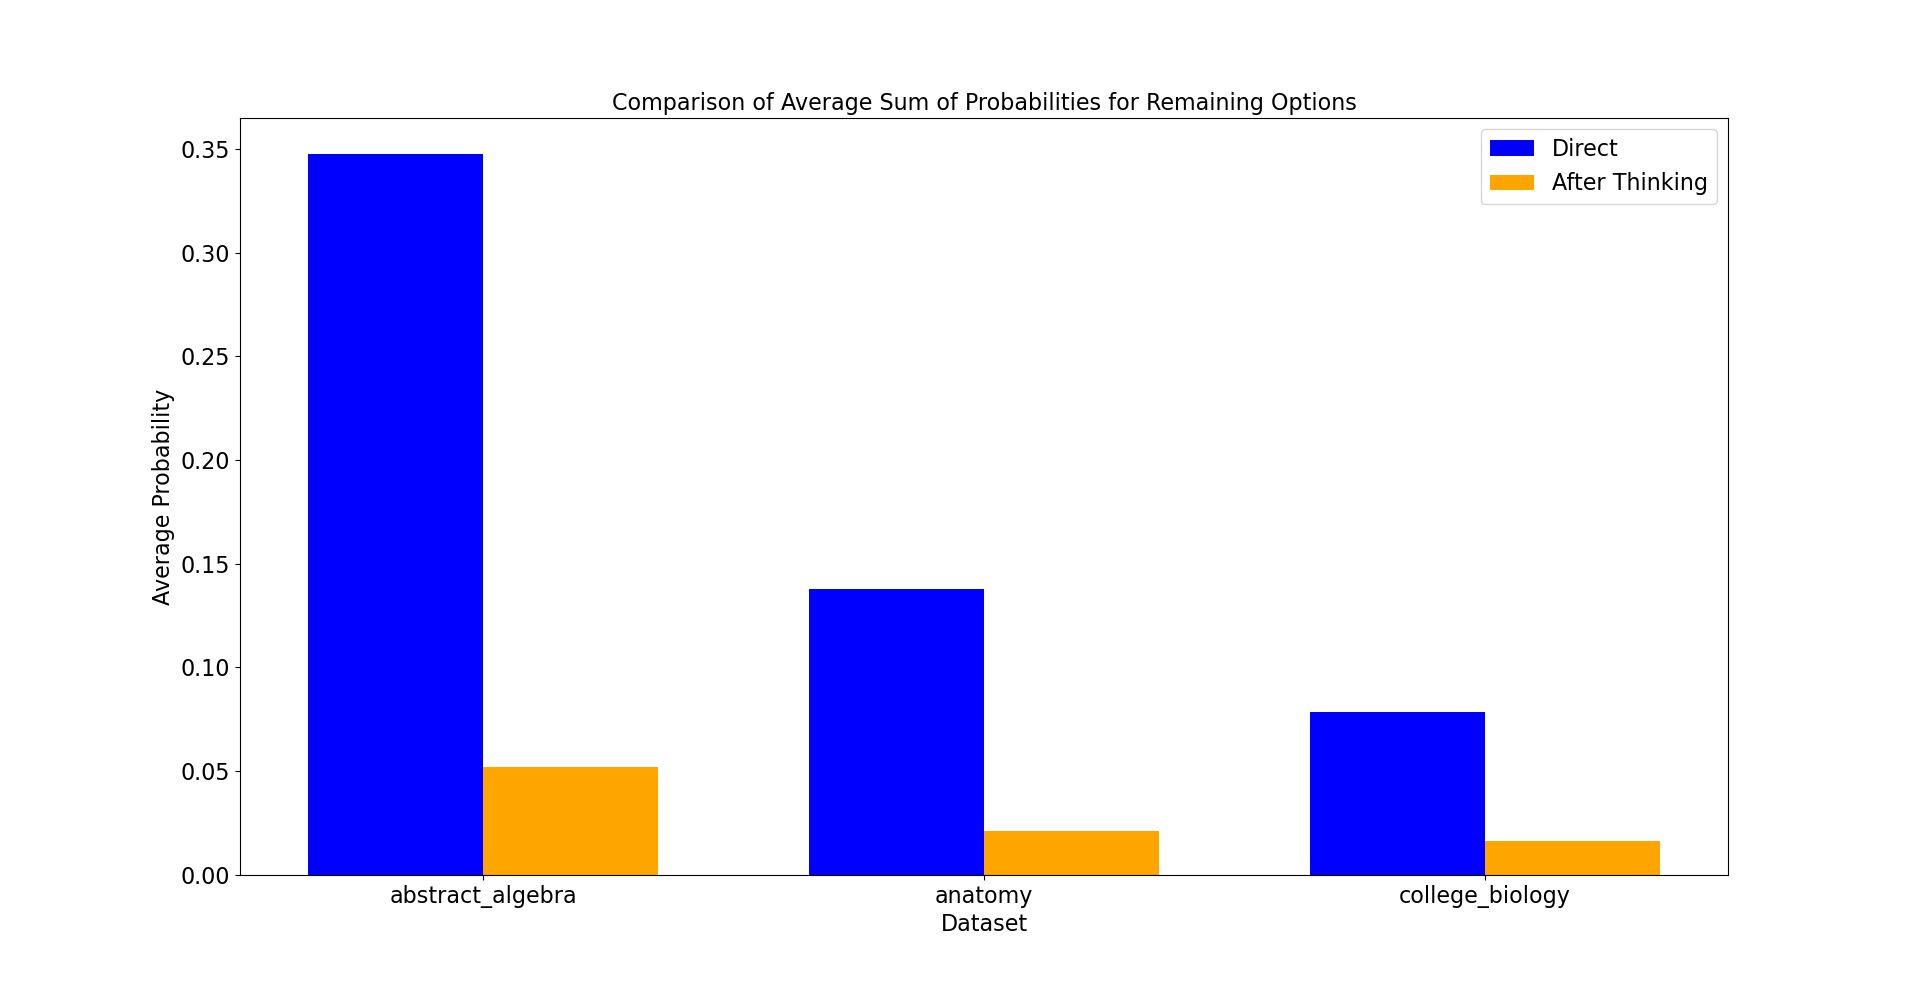 Comparison of Average Sum of Probabilities for Remaining Options
Direct
After Thinking
Average Probability
0.35
0.30
0.25
0.20
0.15
0.10
0.05
0.00
abstract_algebra
anatomy
college_biology
Dataset